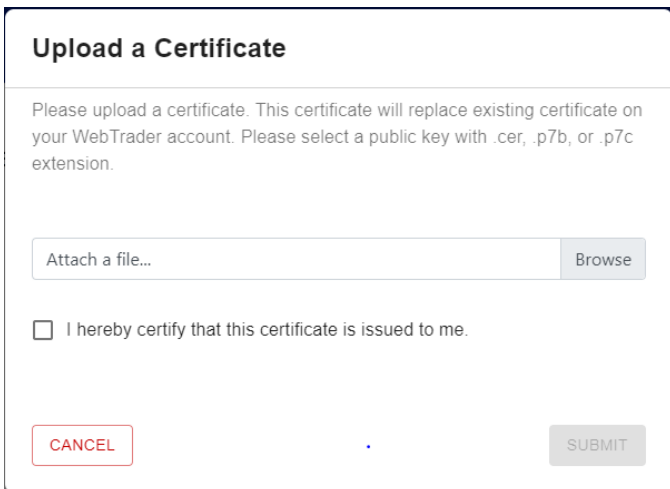 Upload a Certificate
Please upload a certificate. This certificate will replace existing certificate on
your WebTrader account. Please select a public key with .cer, .p7b, or .p7c
extension.
Attach a file...
Browse
I hereby certify that this certificate is issued to me.
CANCEL
SUBMIT